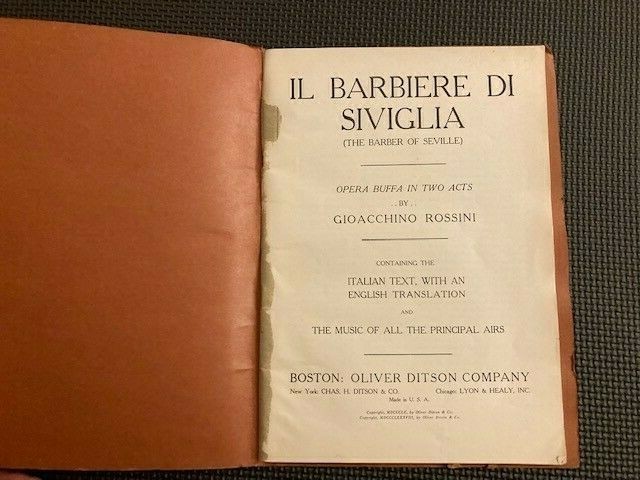 IL BARBIERE DI
SIVIGLIA
(THE BARBER OF SEVILLE)
OPERA BUFFA IN TWO ACTS
..BY..
GIOACCHINO ROSSINI
CONTAINING THE
ITALIAN TEXT, WITH AN
ENGLISH TRANSLATION
AND
THE MUSIC OF ALL THE PRINCIPAL AIRS
BOSTON: OLIVER DITSON COMPANY
New York: CHAS. H. DITSON & CO. Chicago: LYON & HEALY, INC.
Made in U. S. A.
Copyright, by Oliver Ditson & Co.
Copyright, by Oliver Ditson & Co.